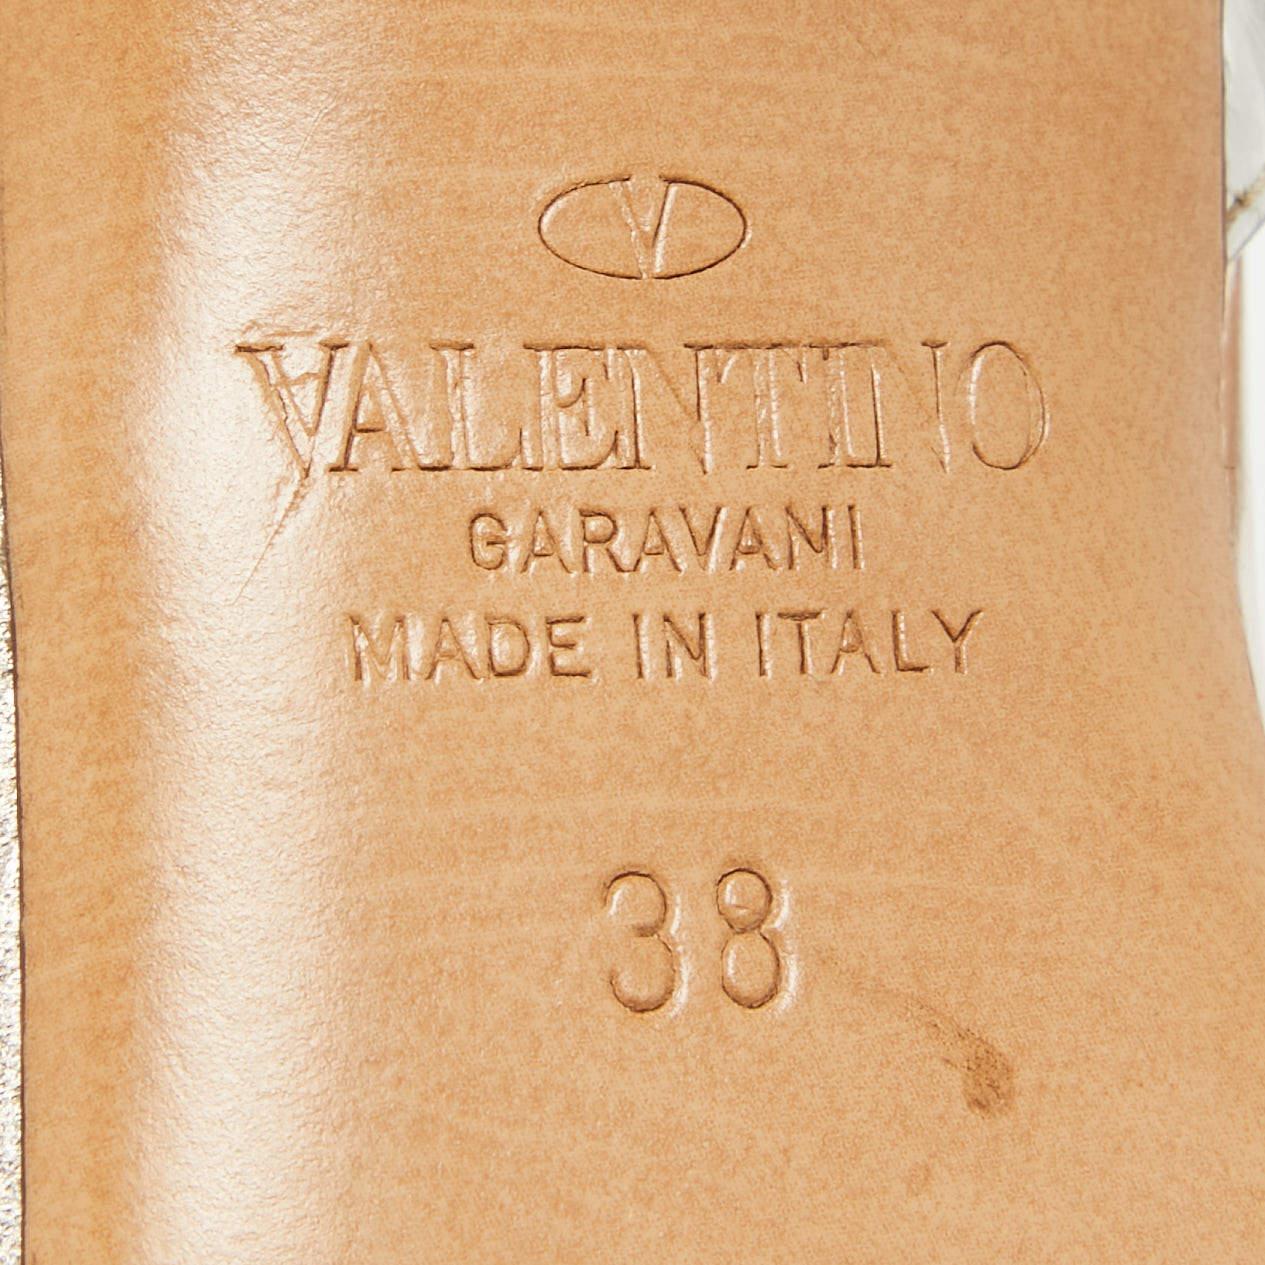 V
VALENTINO
GARAVANI
MADE IN ITALY
38